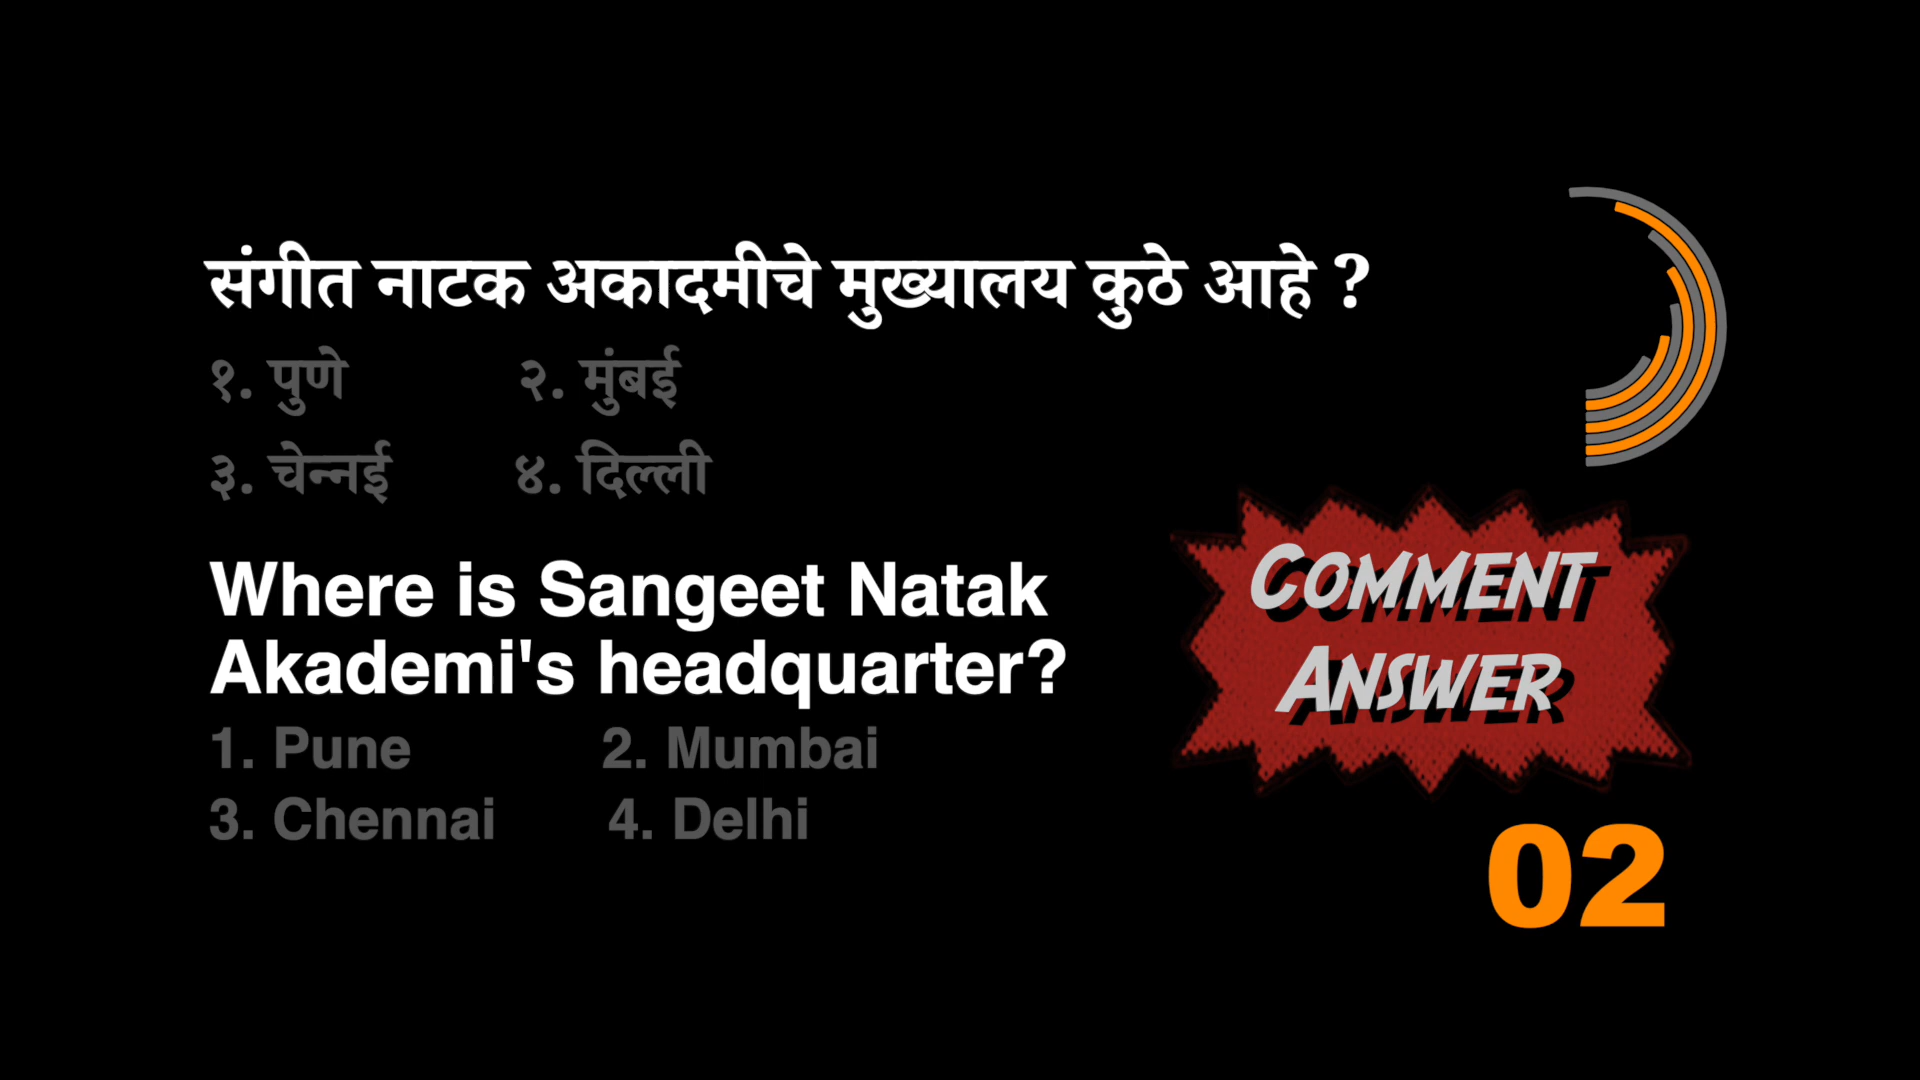 संगीत नाटक अकादमीचे मुख्यालय कुठे आहे ?
१. पुणे २. मुंबई
३. चेन्नई ४. दिल्ली
Where is Sangeet Natak
Akademi's headquarter?
1. Pune 2. Mumbai
3. Chennai 4. Delhi
COMMENT
ANSWER
02